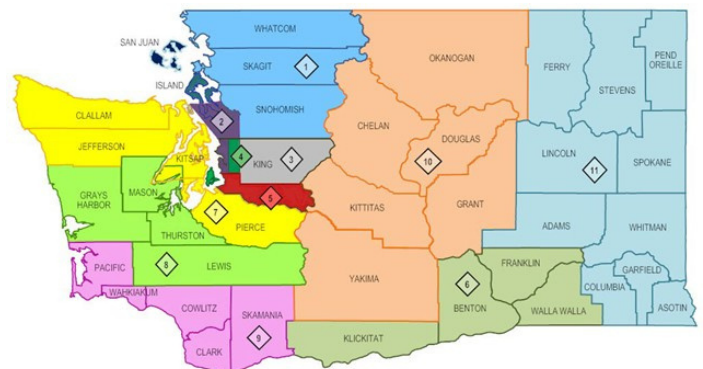 WHATCOM
SAN JUAN
SKAGIT
1
ISLAND
SNOHOMISH
OKANOGAN
FERRY
STEVENS
PEND
OREILLE
CLALLAM
JEFFERSON
KITSAP
2
4
KING
3
CHELAN
DOUGLAS
10
LINCOLN
11
SPOKANE
GRAYS
HARBOR
MASON
5
7
PIERCE
KITTITAS
GRANT
THURSTON
ADAMS
WHITMAN
PACIFIC
8
LEWIS
YAKIMA
FRANKLIN
6
BENTON
WALLA WALLA
COLUMBIA
GARFIELD
ASOTIN
WAHKIAKUM
COWLITZ
SKAMANIA
9
CLARK
KLICKITAT